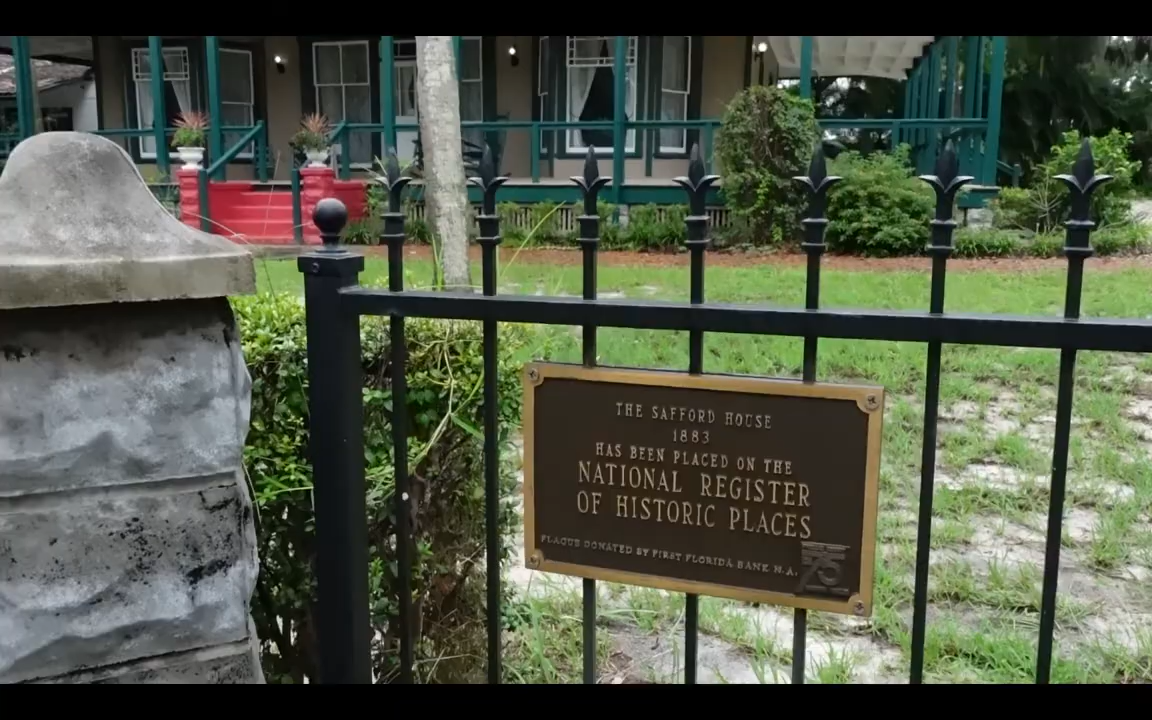 THE SAFFORD HOUSE
1883
HAS BEEN PLACED ON THE
NATIONAL REGISTER
OF HISTORIC PLACES
PLAQUE DONATED BY FIRST FLORIDA BANK N.A.
75